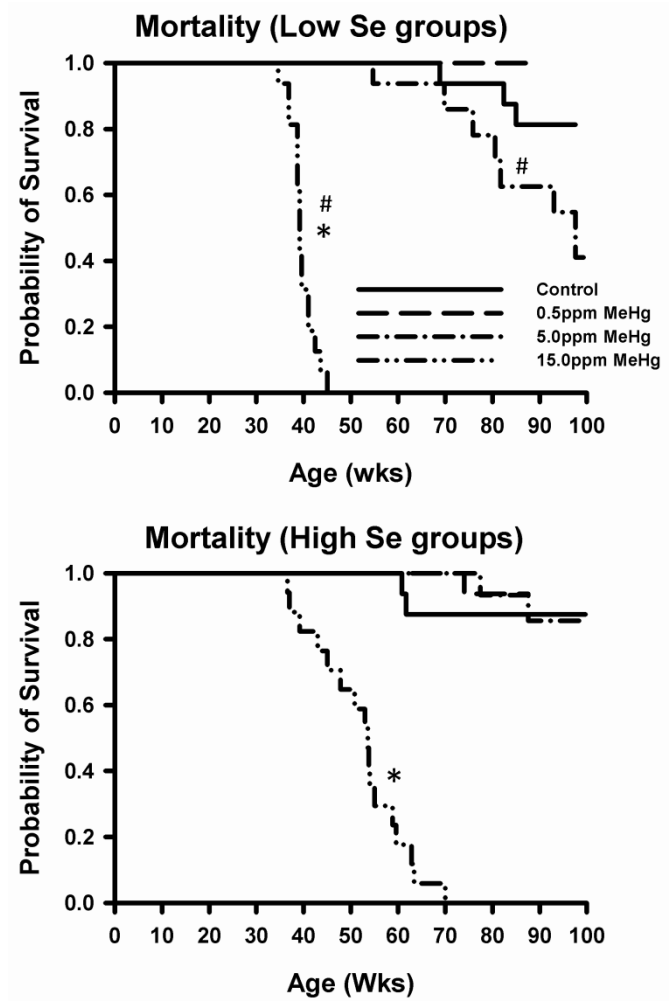 Mortality (Low Se groups)
Probability of Survival
1.0
0.8
0.6
0.4
0.2
0.0
#
*
#
Control
0.5ppm MeHg
5.0ppm MeHg
15.0ppm MeHg
0 10 20 30 40 50 60 70 80 90 100
Age (wks)
Mortality (High Se groups)
Probability of Survival
1.0
0.8
0.6
0.4
0.2
0.0
*
0 10 20 30 40 50 60 70 80 90 100
Age (Wks)